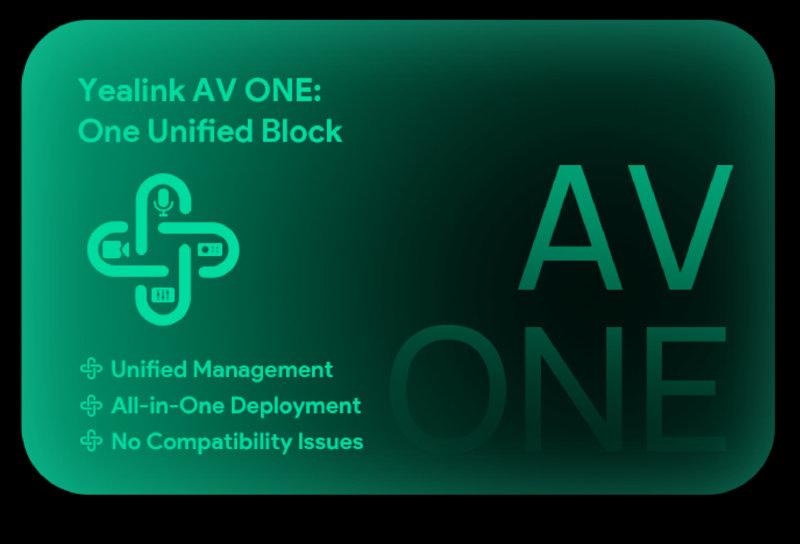 Yealink AV ONE:
One Unified Block
AV
ONE
Unified Management
All-in-One Deployment
No Compatibility Issues